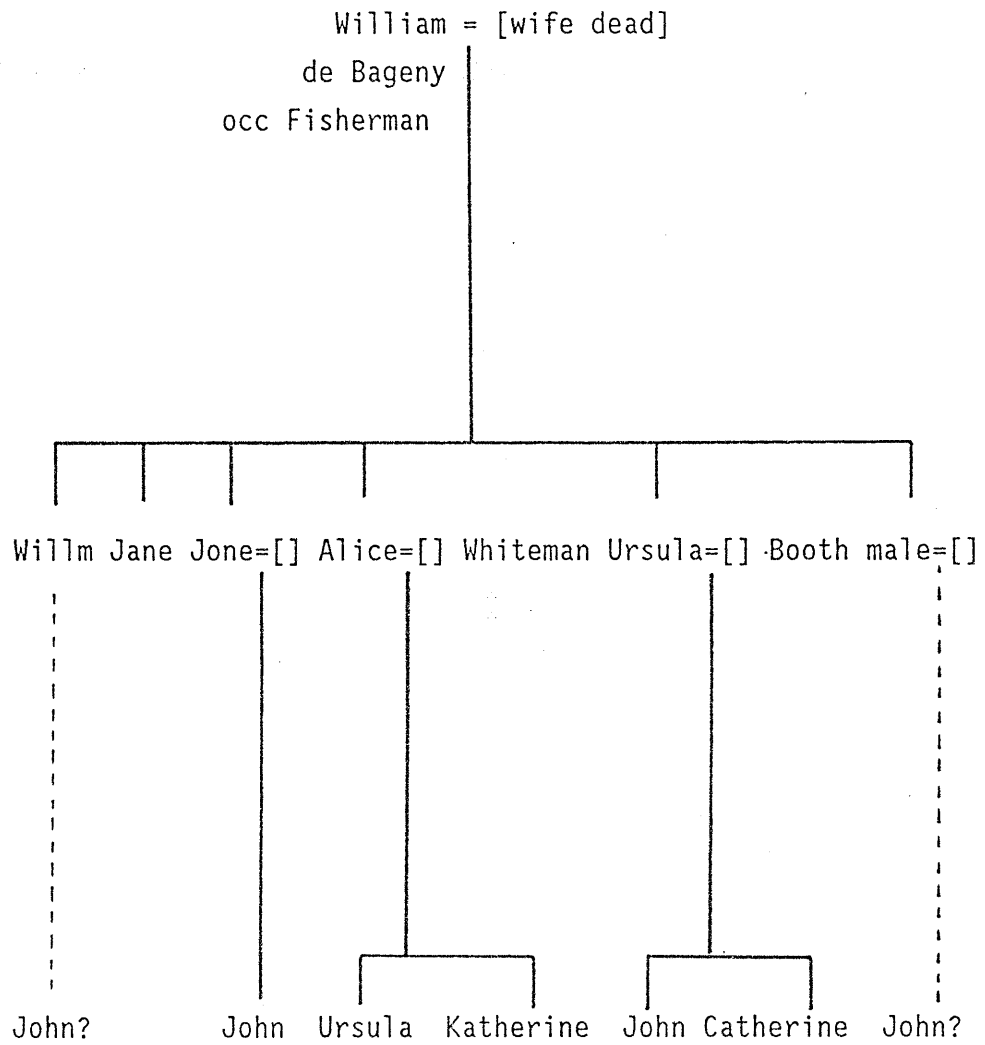 William = [wife dead]
de Bageny
occ Fisherman
Willm Jane Jone=[] Alice=[] Whiteman Ursula=[] Booth male=[]
John? John Ursula Katherine John Catherine John?